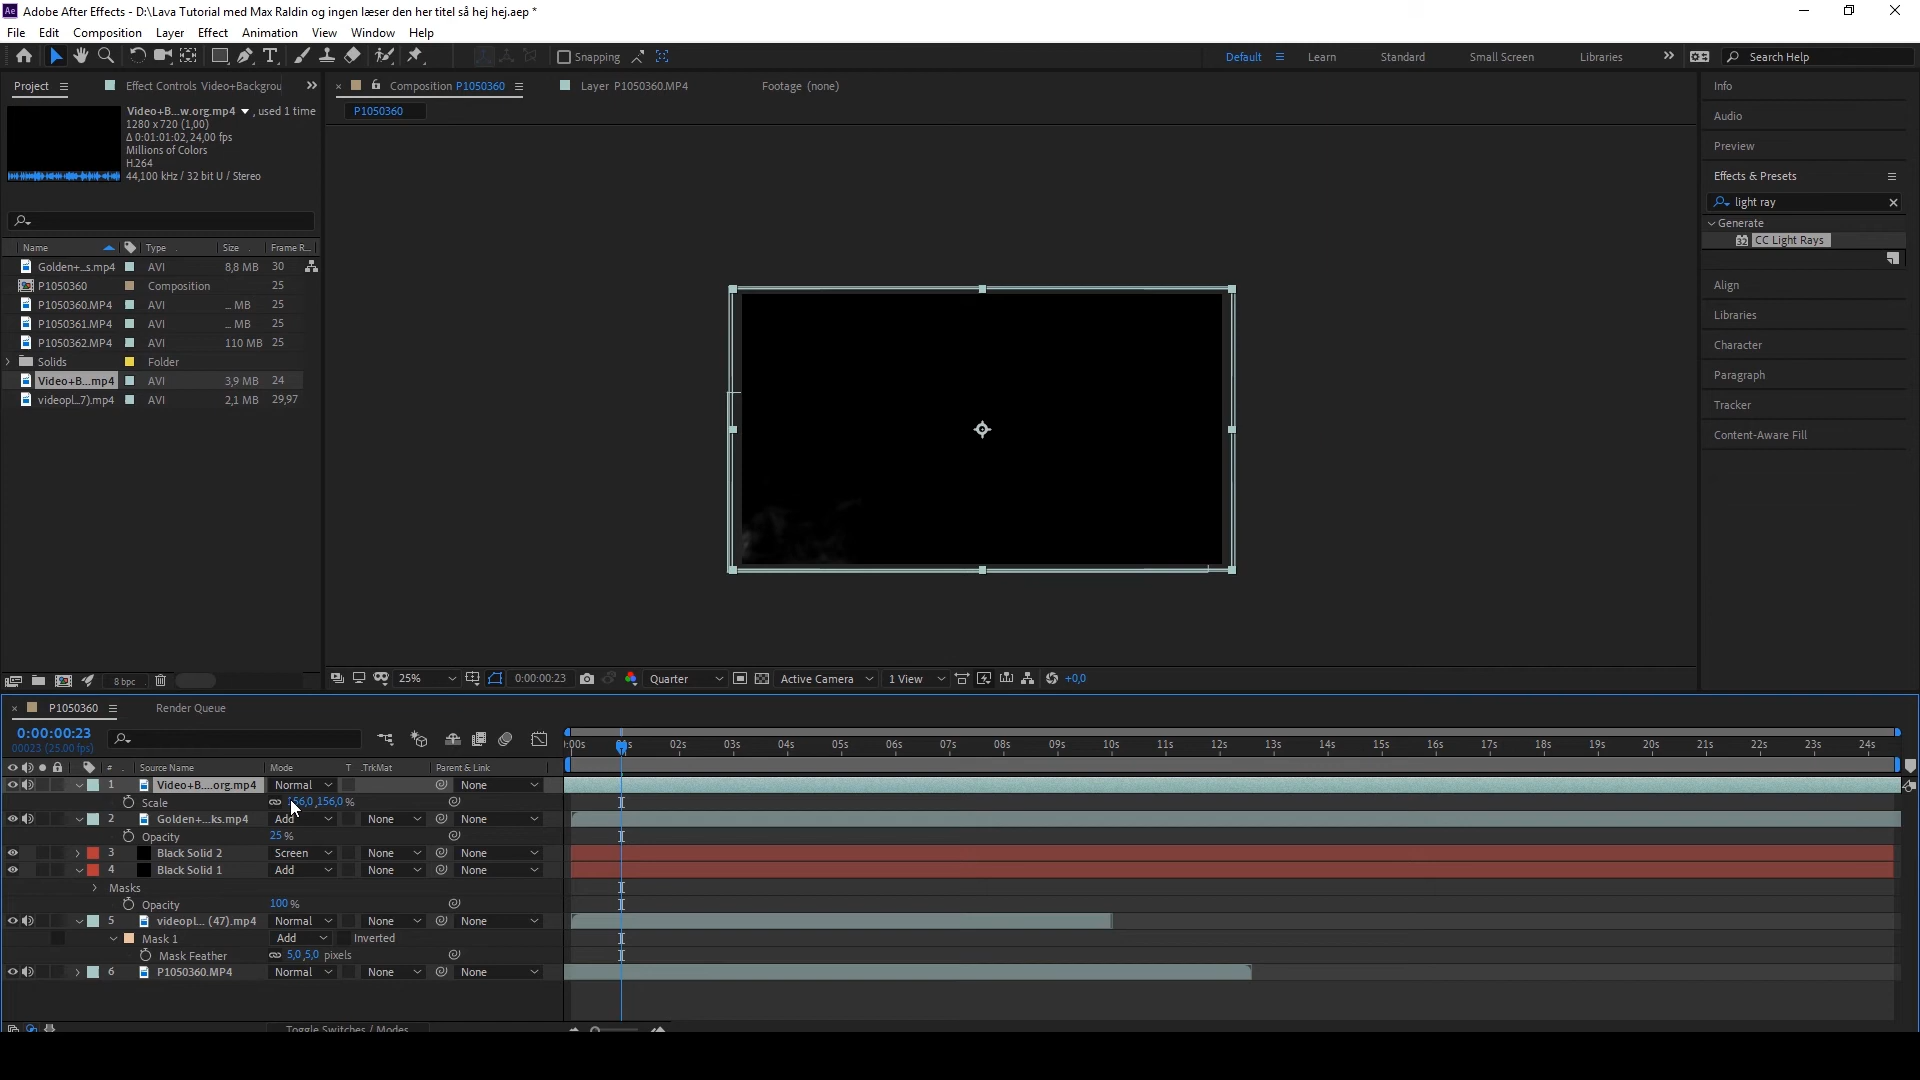 Ae Adobe After Effects - D:\Lava Tutorial med Max Raldin og ingen læser den her titel så hej hej.aep *
File Edit Composition Layer Effect Animation View Window Help
Snapping Default Learn Standard Small Screen Libraries Search Help
Project Effect Controls Video+Backgrou
Composition P1050360 Layer P1050360.MP4 Footage (none)
P1050360
Video+B...w.org.mp4 , used 1 time
1280 x 720 (1,00)
Δ 0:01:01:02, 24,00 fps
Millions of Colors
H.264
44,100 kHz / 32 bit U / Stereo
Name Type Size Frame R...
Golden+...s.mp4 AVI 8,8 MB 30
P1050360 Composition 25
P1050360.MP4 AVI ... MB 25
P1050361.MP4 AVI ... MB 25
P1050362.MP4 AVI 110 MB 25
Solids Folder
Video+B...mp4 AVI 3,9 MB 24
videopl...7).mp4 AVI 2,1 MB 29,97
8 bpc
25% 0:00:00:23 Quarter Active Camera 1 View +0,0
Info
Audio
Preview
Effects & Presets
light ray
Generate
32 CC Light Rays
Align
Libraries
Character
Paragraph
Tracker
Content-Aware Fill
P1050360 Render Queue
0:00:00:23
00023 (25.00 fps)
:00s 02s 03s 04s 05s 06s 07s 08s 09s 10s 11s 12s 13s 14s 15s 16s 17s 18s 19s 20s 21s 22s 23s 24s
# Source Name Mode T .TrkMat Parent & Link
1 Video+B....org.mp4 Normal None
Scale 156,0 ,156,0 %
2 Golden+...ks.mp4 Add None None
Opacity 25 %
3 Black Solid 2 Screen None None
4 Black Solid 1 Add None None
Masks
Opacity 100 %
5 videopl... (47).mp4 Normal None None
Mask 1 Add Inverted
Mask Feather 5,0 ,5,0 pixels
6 P1050360.MP4 Normal None None
Toggle Switches / Modes